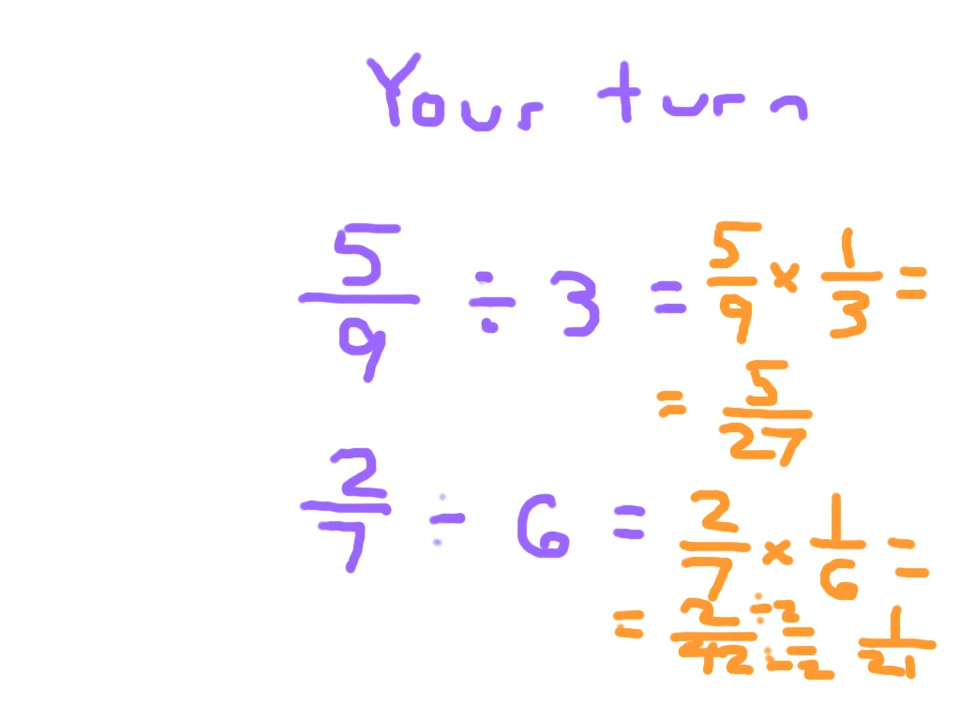 Your turn
5/9 ÷ 3 = 5/9 × 1/3 =
= 5/27
2/7 ÷ 6 = 2/7 × 1/6 =
= 2/42 ÷2/÷2 = 1/21